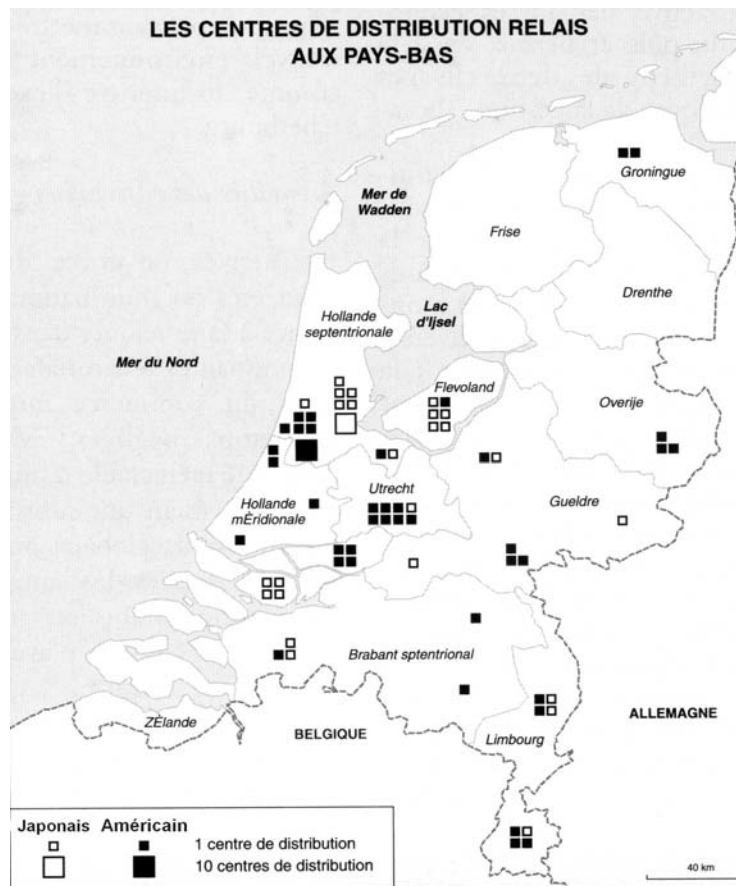 LES CENTRES DE DISTRIBUTION RELAIS
AUX PAYS-BAS
Groningue
Mer de
Wadden
Frise
Drenthe
Hollande
septentrionale
Lac
d'Ijsel
Mer du Nord
Flevoland
Overije
Utrecht
Gueldre
Hollande
mÉridionale
Brabant sptentrional
ZÉlande
BELGIQUE
Limbourg
ALLEMAGNE
Japonais Américain
1 centre de distribution
10 centres de distribution
40 km